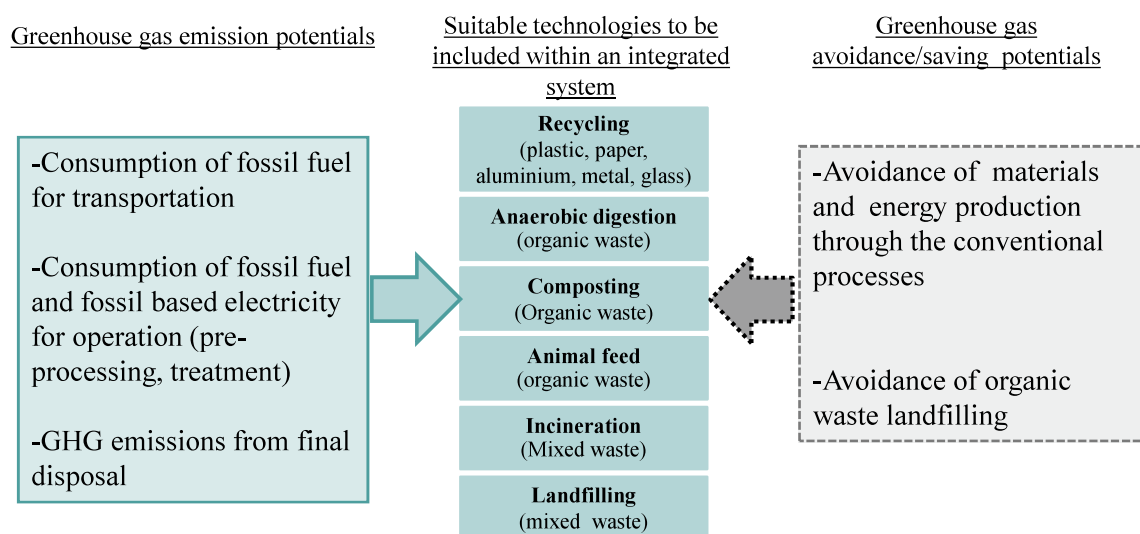 Greenhouse gas emission potentials
-Consumption of fossil fuel
for transportation
-Consumption of fossil fuel
and fossil based electricity
for operation (pre-
processing, treatment)
-GHG emissions from final
disposal
Suitable technologies to be
included within an integrated
system
Recycling
(plastic, paper,
aluminium, metal, glass)
Anaerobic digestion
(organic waste)
Composting
(Organic waste)
Animal feed
(organic waste)
Incineration
(Mixed waste)
Landfilling
(mixed waste)
Greenhouse gas
avoidance/saving potentials
-Avoidance of materials
and energy production
through the conventional
processes
-Avoidance of organic
waste landfilling